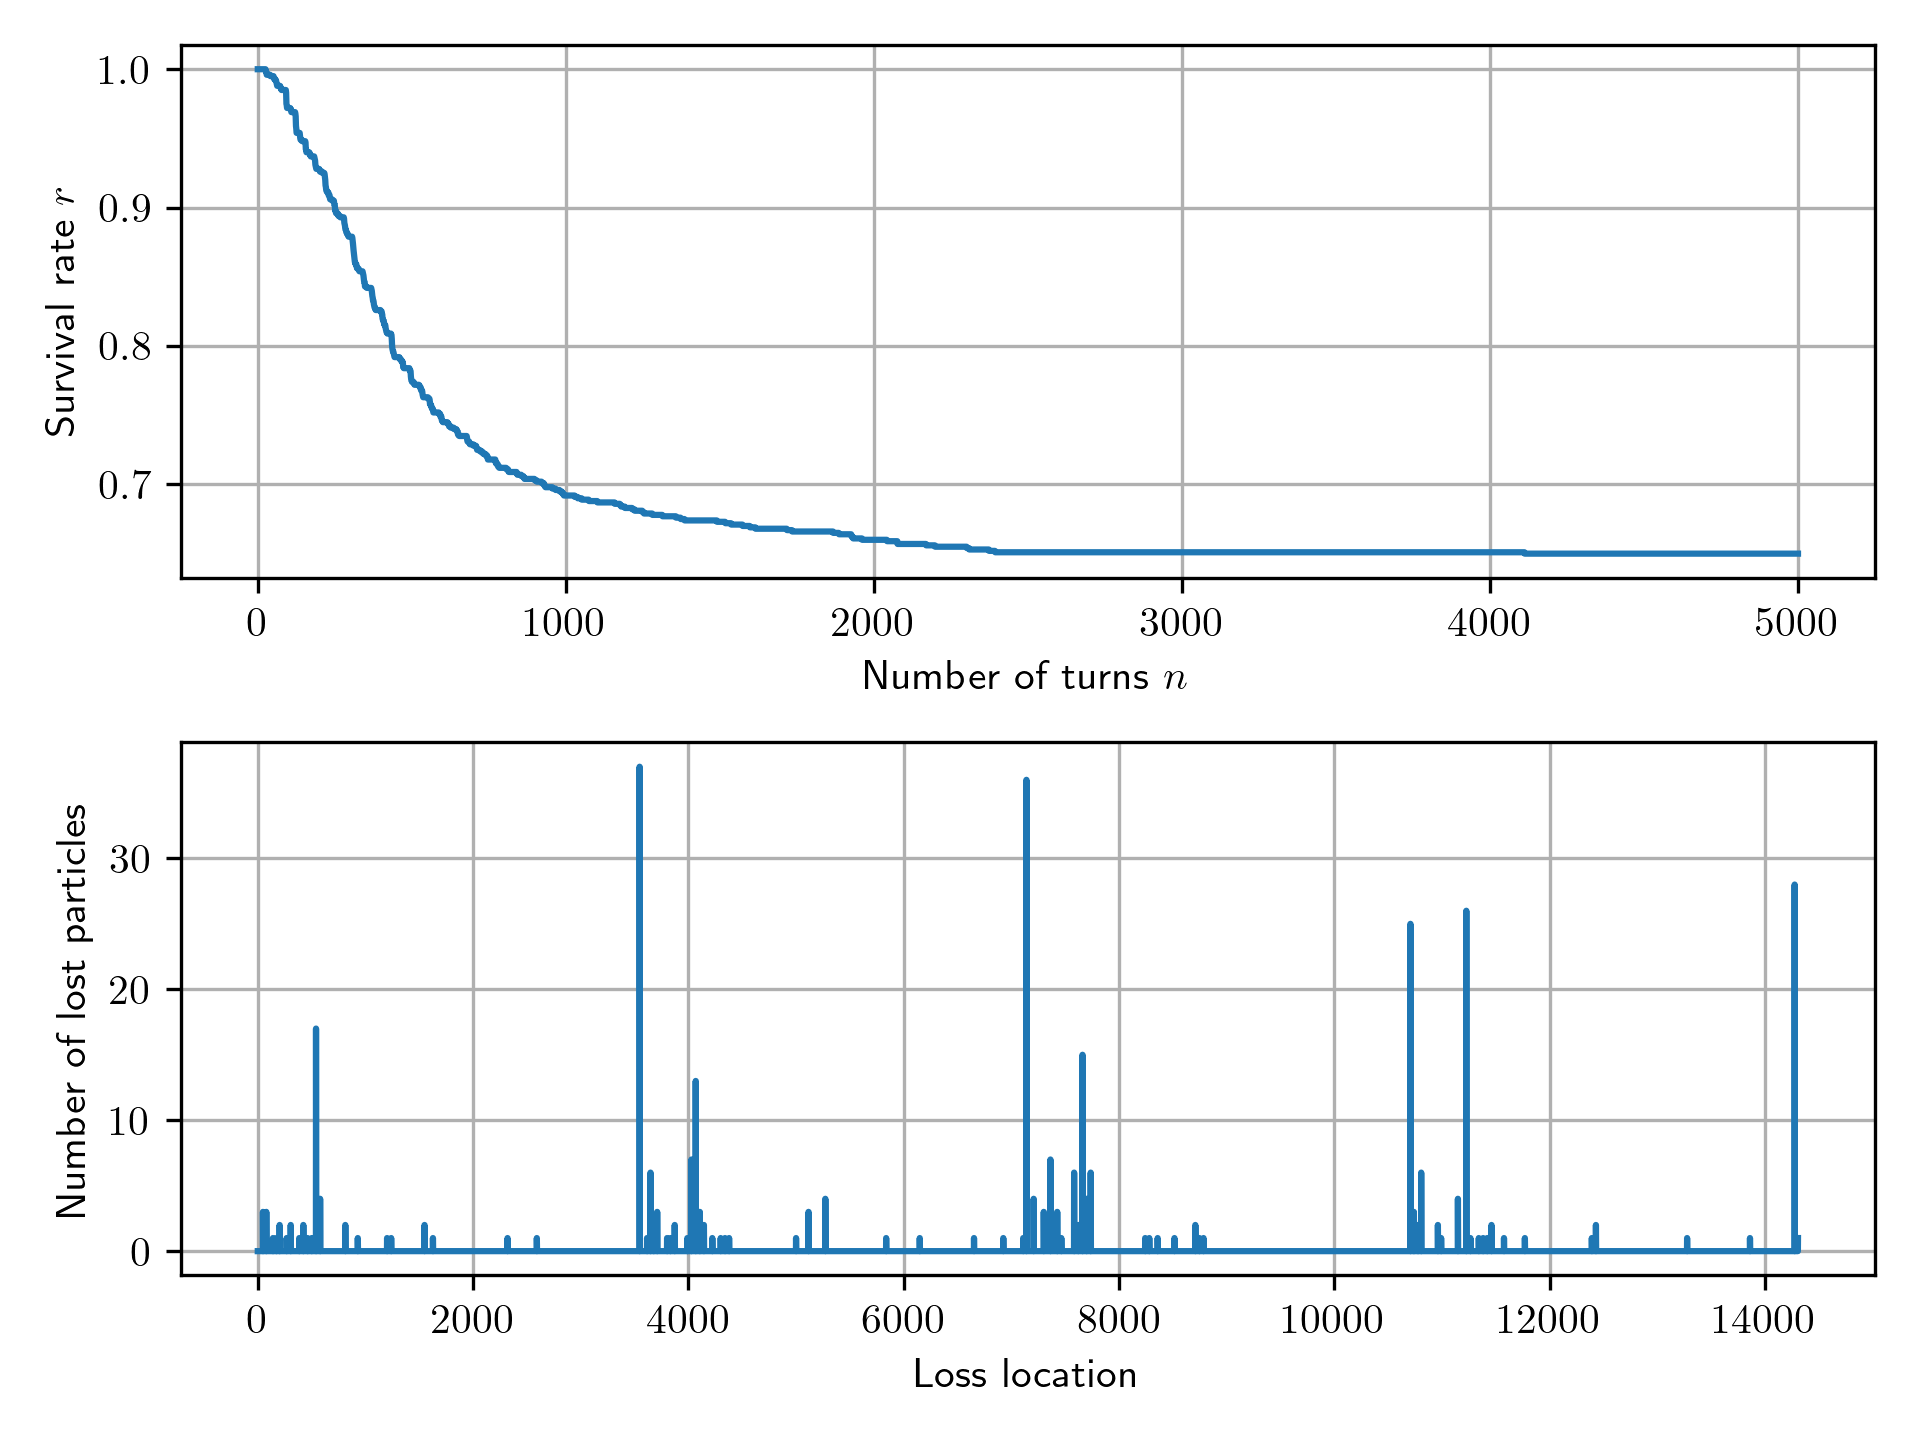 1.0
0.9
0.8
0.7
Survival rate r
0 1000 2000 3000 4000 5000
Number of turns n
30
20
10
0
Number of lost particles
0 2000 4000 6000 8000 10000 12000 14000
Loss location